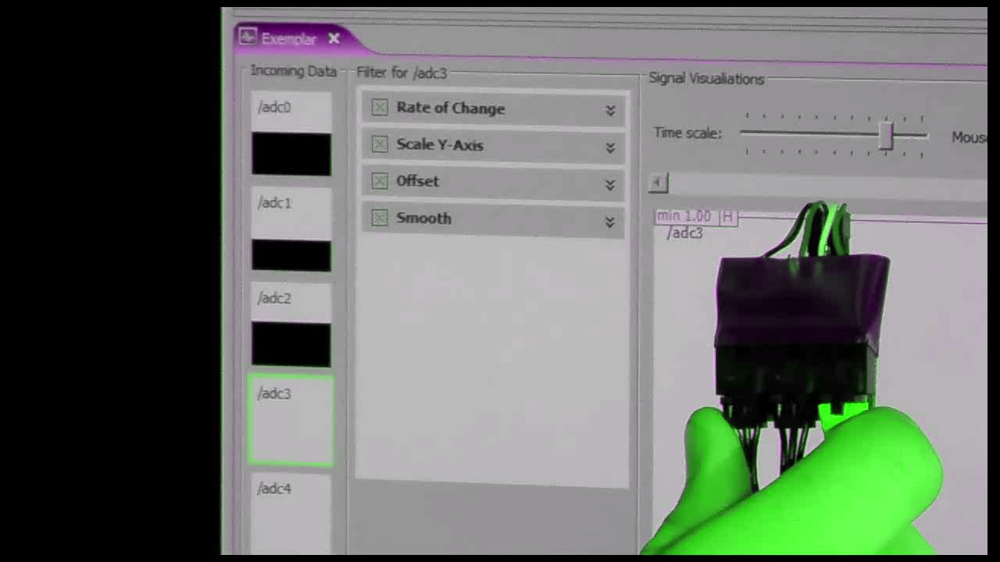 Exemplar
Incoming Data
/adc0
/adc1
/adc2
/adc3
/adc4
Filter for /adc3
Rate of Change
Scale Y-Axis
Offset
Smooth
Signal Visualiations
Time scale:
Mouse
min 1.00 H
/adc3